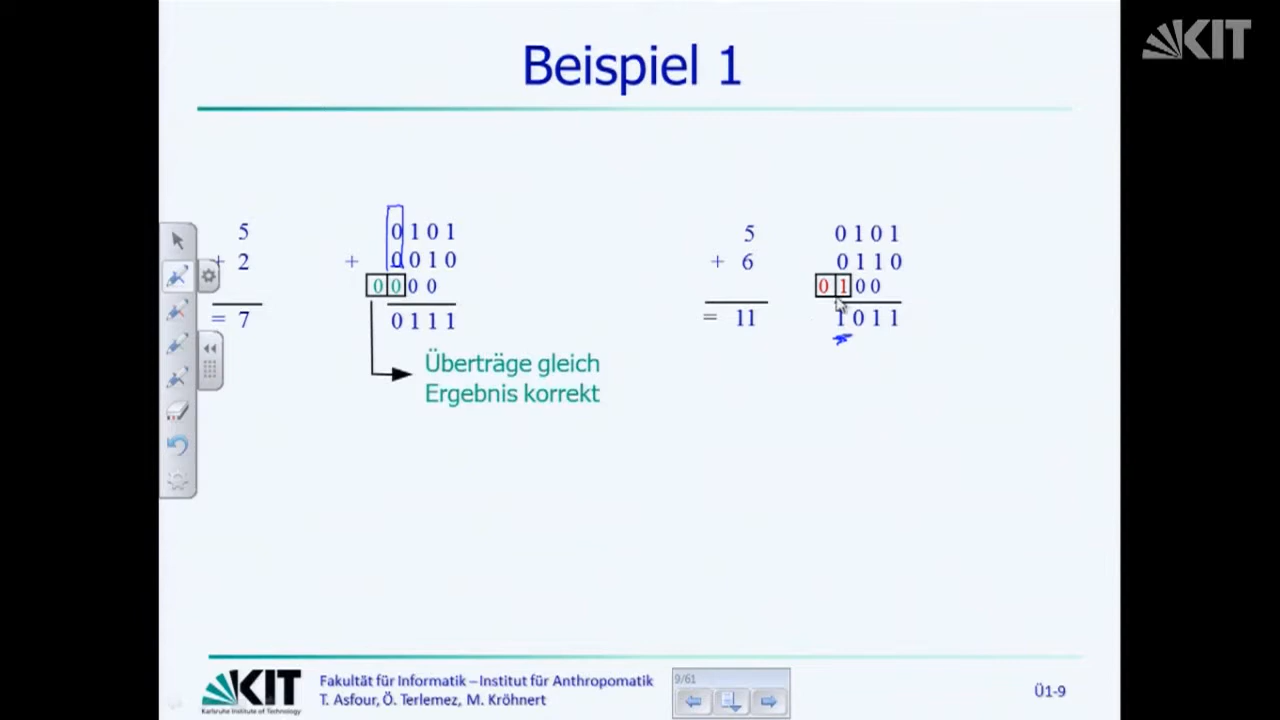 KIT
Beispiel 1
5
+ 2
= 7
0 1 0 1
+ 0 0 1 0
0 0 0 0
0 1 1 1
Überträge gleich
Ergebnis korrekt
5
+ 6
= 11
0 1 0 1
0 1 1 0
0 1 0 0
1 0 1 1
KIT
Karlsruhe Institute of Technology
Fakultät für Informatik – Institut für Anthropomatik
T. Asfour, Ö. Terlemez, M. Kröhnert
9/61
Ü1-9